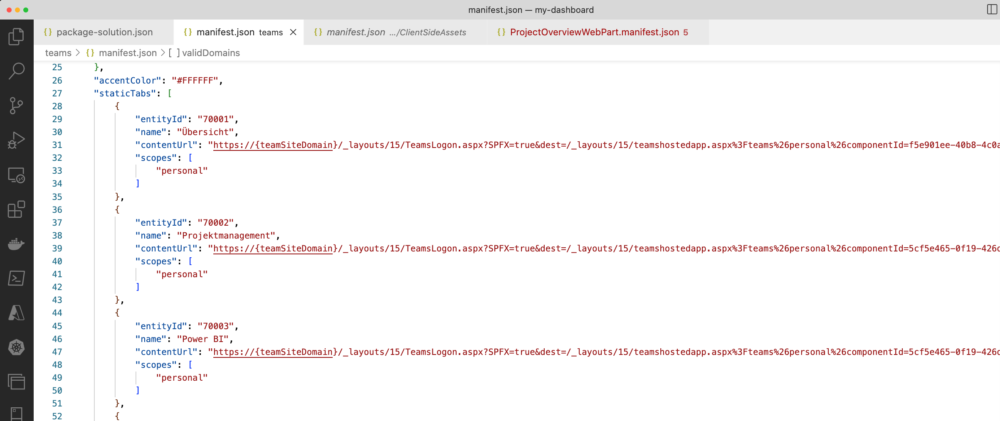 manifest.json — my-dashboard
{} package-solution.json
{} manifest.json teams
{} manifest.json .../ClientSideAssets
{} ProjectOverviewWebPart.manifest.json 5
teams > {} manifest.json > [ ] validDomains
25 },
26 "accentColor": "#FFFFFF",
27 "staticTabs": [
28 {
29 "entityId": "70001",
30 "name": "Übersicht",
31 "contentUrl": "https://{teamSiteDomain}/_layouts/15/TeamsLogon.aspx?SPFX=true&dest=/_layouts/15/teamshostedapp.aspx%3Fteams%26personal%26componentId=f5e901ee-40b8-4c0a
32 "scopes": [
33 "personal"
34 ]
35 },
36 {
37 "entityId": "70002",
38 "name": "Projektmanagement",
39 "contentUrl": "https://{teamSiteDomain}/_layouts/15/TeamsLogon.aspx?SPFX=true&dest=/_layouts/15/teamshostedapp.aspx%3Fteams%26personal%26componentId=5cf5e465-0f19-426
40 "scopes": [
41 "personal"
42 ]
43 },
44 {
45 "entityId": "70003",
46 "name": "Power BI",
47 "contentUrl": "https://{teamSiteDomain}/_layouts/15/TeamsLogon.aspx?SPFX=true&dest=/_layouts/15/teamshostedapp.aspx%3Fteams%26personal%26componentId=5cf5e465-0f19-426
48 "scopes": [
49 "personal"
50 ]
51 },
52 {